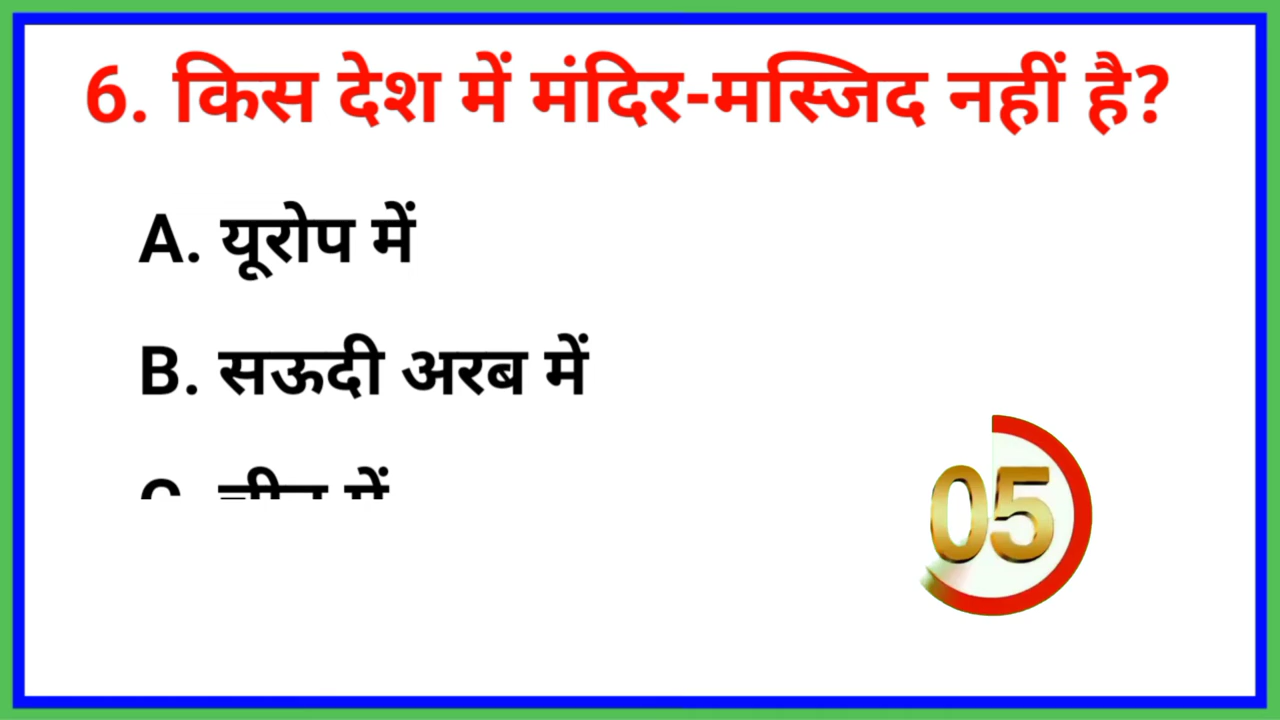 6. किस देश में मंदिर-मस्जिद नहीं है?
A. यूरोप में
B. सऊदी अरब में
05